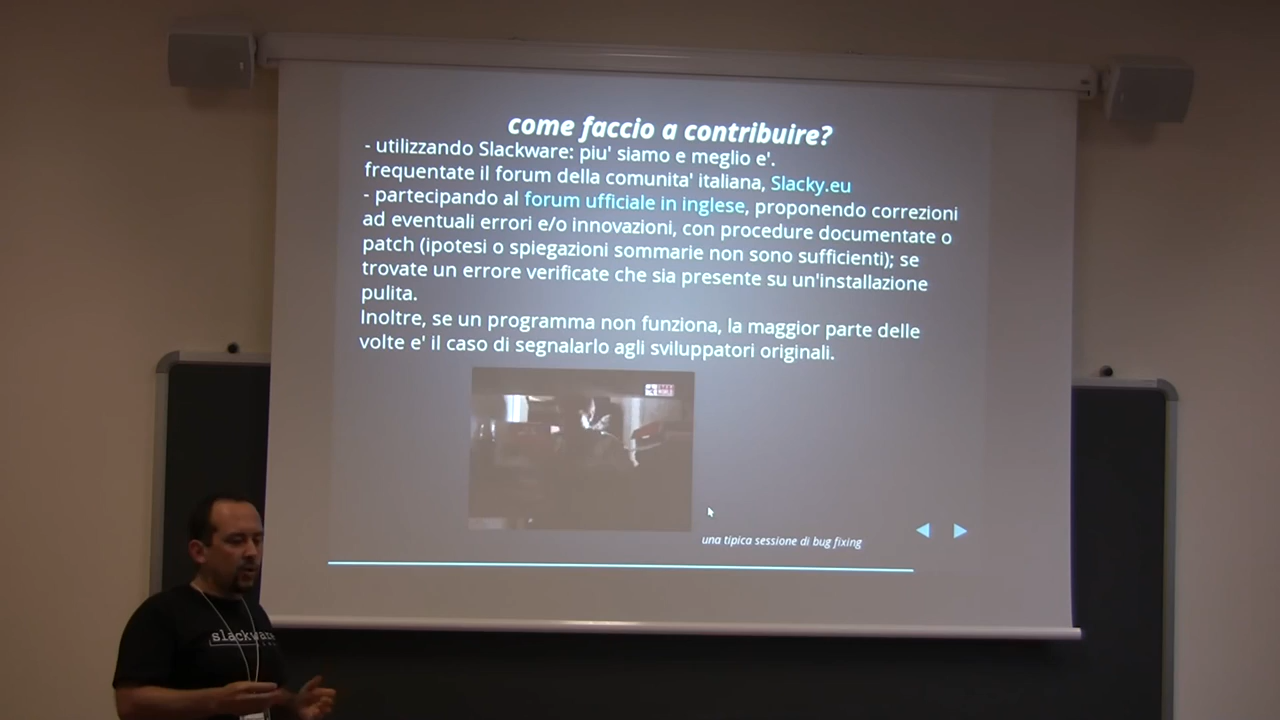 come faccio a contribuire?
- utilizzando Slackware: piu' siamo e meglio e'.
frequentate il forum della comunita' italiana, Slacky.eu
- partecipando al forum ufficiale in inglese, proponendo correzioni
ad eventuali errori e/o innovazioni, con procedure documentate o
patch (ipotesi o spiegazioni sommarie non sono sufficienti); se
trovate un errore verificate che sia presente su un'installazione
pulita.
Inoltre, se un programma non funziona, la maggior parte delle
volte e' il caso di segnalarlo agli sviluppatori originali.
una tipica sessione di bug fixing
slackware